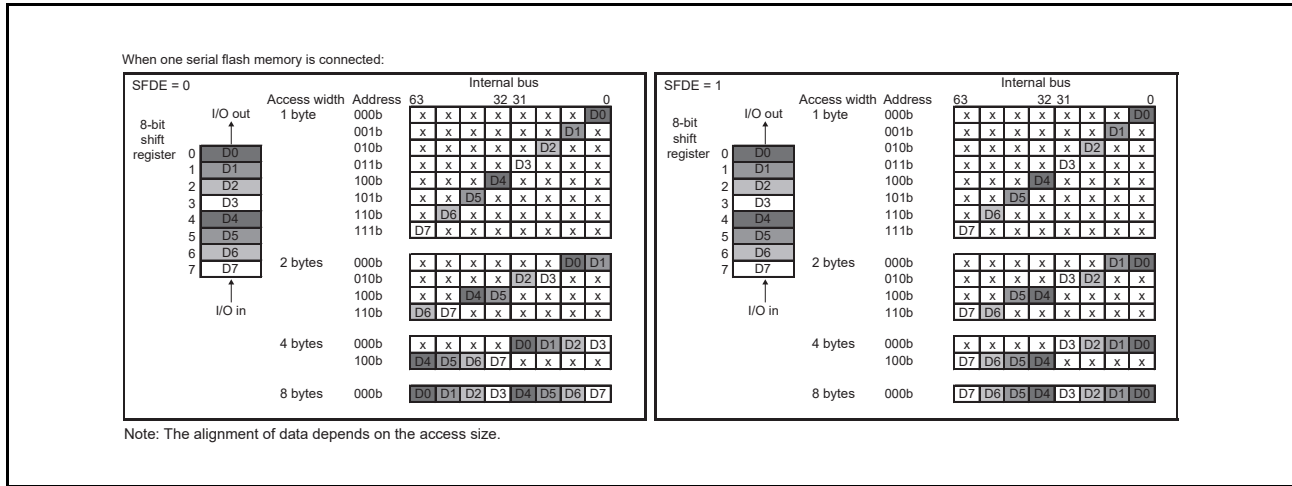 When one serial flash memory is connected:
SFDE = 0
Internal bus
Access width Address 63 32 31 0
8-bit shift register
I/O out
0 D0
1 D1
2 D2
3 D3
4 D4
5 D5
6 D6
7 D7
I/O in
1 byte 000b x x x x x x x D0
001b x x x x x x D1 x
010b x x x x x D2 x x
011b x x x x D3 x x x
100b x x x D4 x x x x
101b x x D5 x x x x x
110b x D6 x x x x x x
111b D7 x x x x x x x
2 bytes 000b x x x x x x D0 D1
010b x x x x D2 D3 x x
100b x x D4 D5 x x x x
110b D6 D7 x x x x x x
4 bytes 000b x x x x D0 D1 D2 D3
100b D4 D5 D6 D7 x x x x
8 bytes 000b D0 D1 D2 D3 D4 D5 D6 D7
SFDE = 1
Internal bus
Access width Address 63 32 31 0
8-bit shift register
I/O out
0 D0
1 D1
2 D2
3 D3
4 D4
5 D5
6 D6
7 D7
I/O in
1 byte 000b x x x x x x x D0
001b x x x x x x D1 x
010b x x x x x D2 x x
011b x x x x D3 x x x
100b x x x D4 x x x x
101b x x D5 x x x x x
110b x D6 x x x x x x
111b D7 x x x x x x x
2 bytes 000b x x x x x x D1 D0
010b x x x x D3 D2 x x
100b x x D5 D4 x x x x
110b D7 D6 x x x x x x
4 bytes 000b x x x x D3 D2 D1 D0
100b D7 D6 D5 D4 x x x x
8 bytes 000b D7 D6 D5 D4 D3 D2 D1 D0
Note: The alignment of data depends on the access size.